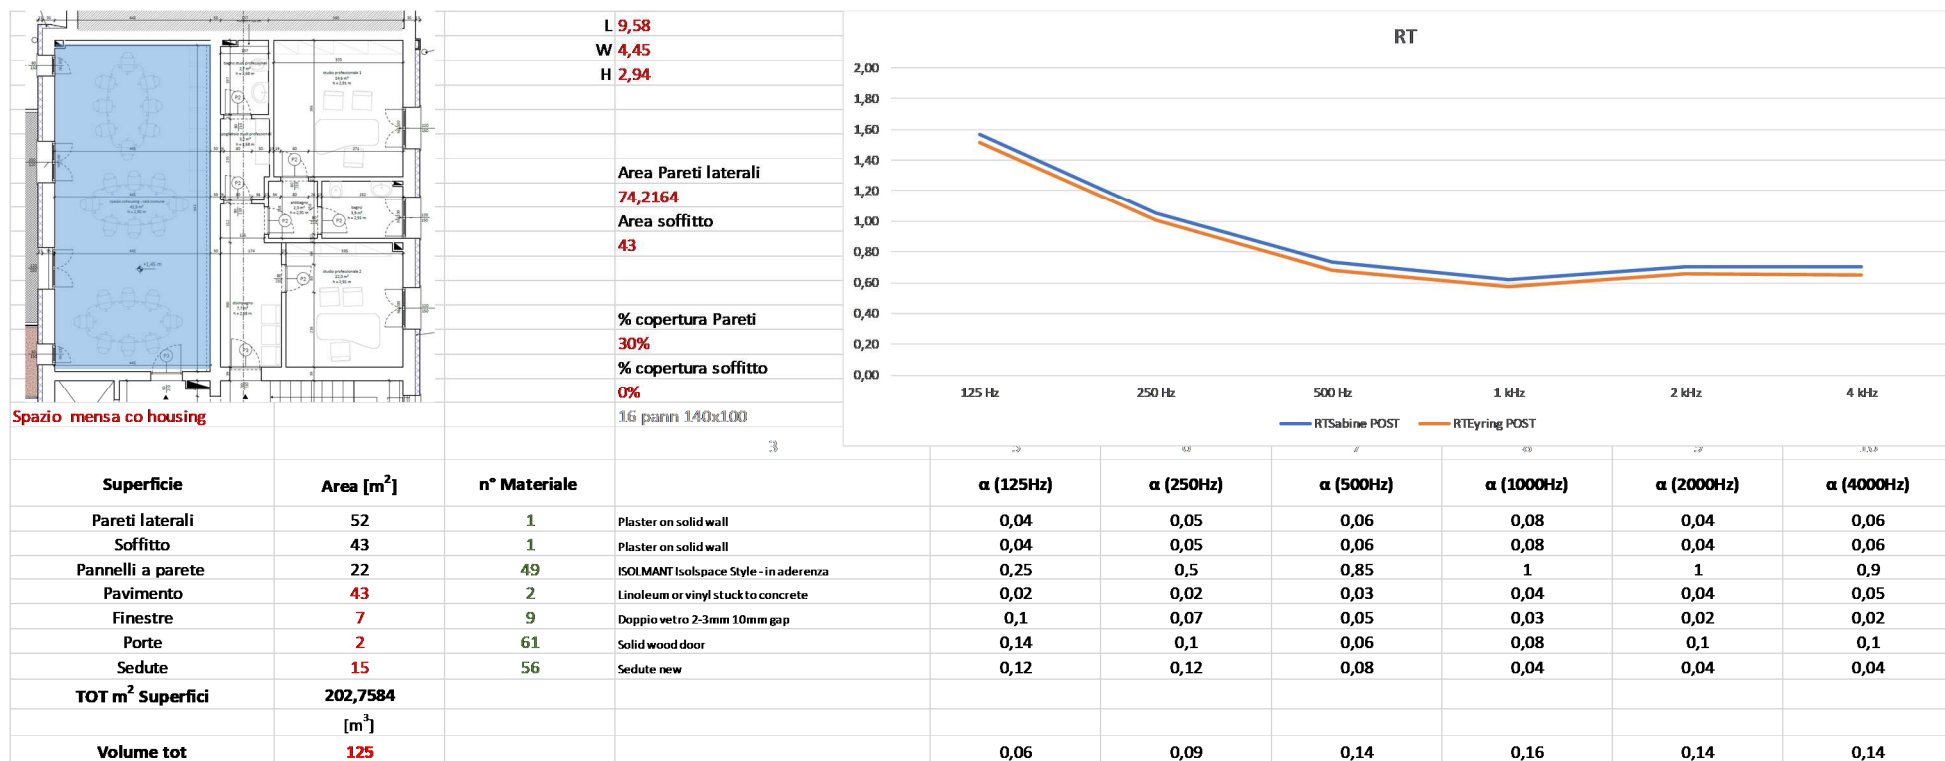 L 9,58
W 4,45
H 2,94
Area Pareti laterali
74,2164
Area soffitto
43
% copertura Pareti
30%
% copertura soffitto
0%
16 pann 140x100
3
Spazio mensa co housing
RT
2,00
1,80
1,60
1,40
1,20
1,00
0,80
0,60
0,40
0,20
0,00
125 Hz 250 Hz 500 Hz 1 kHz 2 kHz 4 kHz
RTSabine POST RTEyring POST
Superficie Area [m²] n° Materiale α (125Hz) α (250Hz) α (500Hz) α (1000Hz) α (2000Hz) α (4000Hz)
Pareti laterali 52 1 Plaster on solid wall 0,04 0,05 0,06 0,08 0,04 0,06
Soffitto 43 1 Plaster on solid wall 0,04 0,05 0,06 0,08 0,04 0,06
Pannelli a parete 22 49 ISOLMANT Isolspace Style - in aderenza 0,25 0,5 0,85 1 1 0,9
Pavimento 43 2 Linoleum or vinyl stuck to concrete 0,02 0,02 0,03 0,04 0,04 0,05
Finestre 7 9 Doppio vetro 2-3mm 10mm gap 0,1 0,07 0,05 0,03 0,02 0,02
Porte 2 61 Solid wood door 0,14 0,1 0,06 0,08 0,1 0,1
Sedute 15 56 Sedute new 0,12 0,12 0,08 0,04 0,04 0,04
TOT m² Superfici 202,7584
[m³]
Volume tot 125 0,06 0,09 0,14 0,16 0,14 0,14